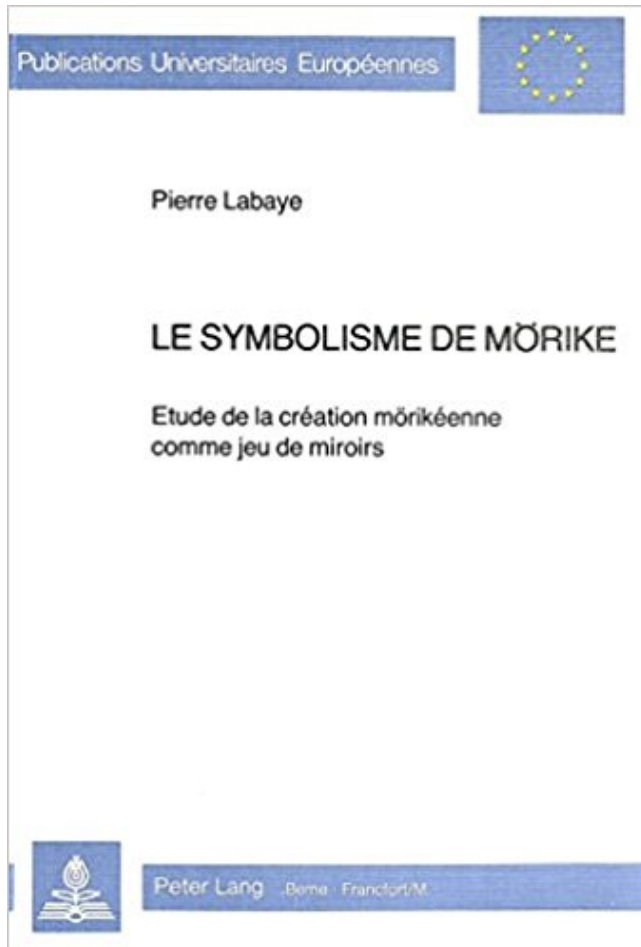 Publications Universitaires Européennes
Pierre Labaye
LE SYMBOLISME DE MÖRIKE
Etude de la création mörikéenne
comme jeu de miroirs
Peter Lang Berne · Francfort/M.